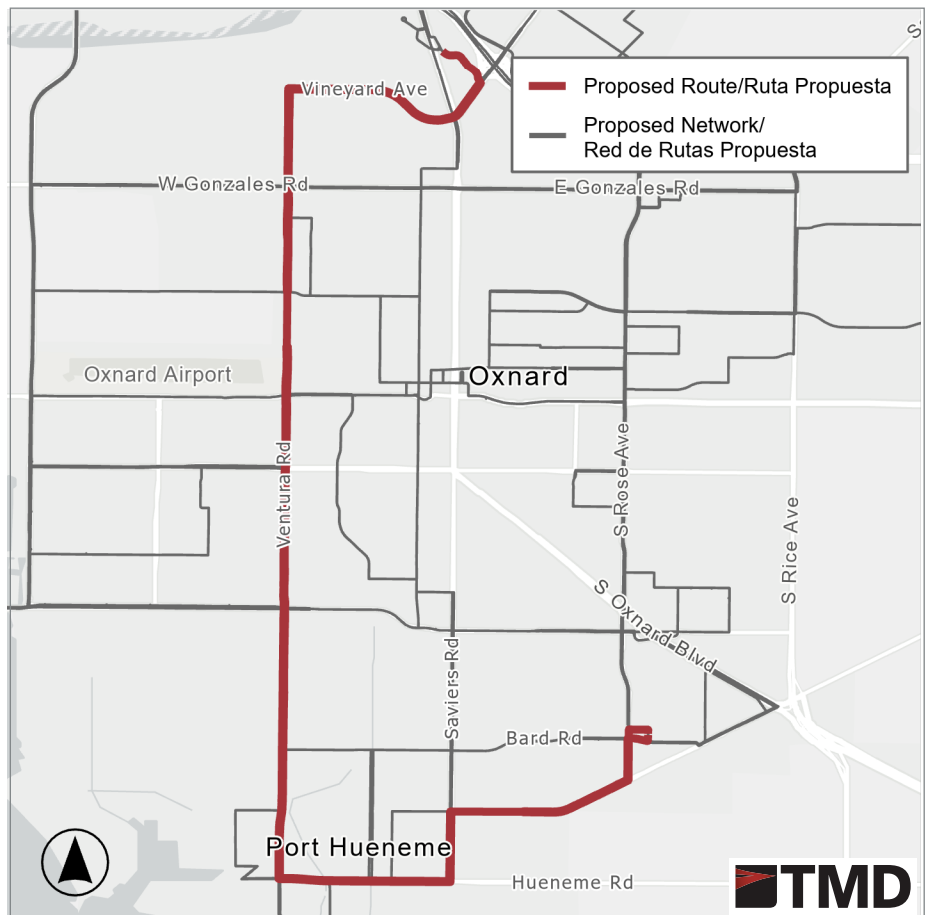 S
Vineyard Ave
Proposed Route/Ruta Propuesta
Proposed Network/
Red de Rutas Propuesta
W Gonzales Rd
E Gonzales Rd
Oxnard Airport
Oxnard
Ventura Rd
S Rose Ave
S Rice Ave
S Oxnard Blvd
Saviers Rd
Bard Rd
Port Hueneme
Hueneme Rd
TMD